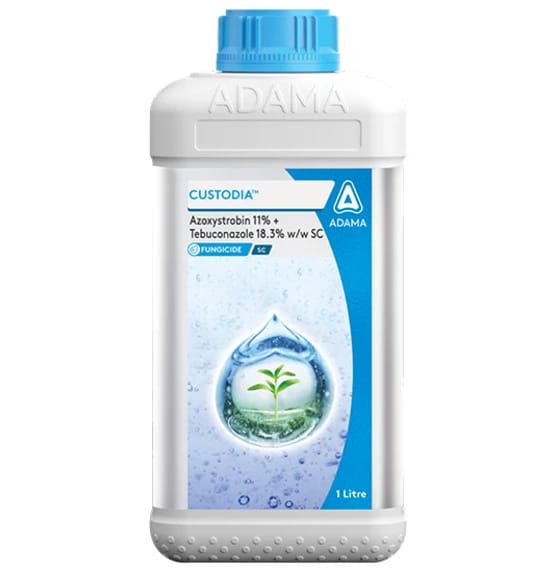 ADAMA
CUSTODIA™
Azoxystrobin 11% +
Tebuconazole 18.3% w/w SC
FUNGICIDE SC
ADAMA
1 Litre